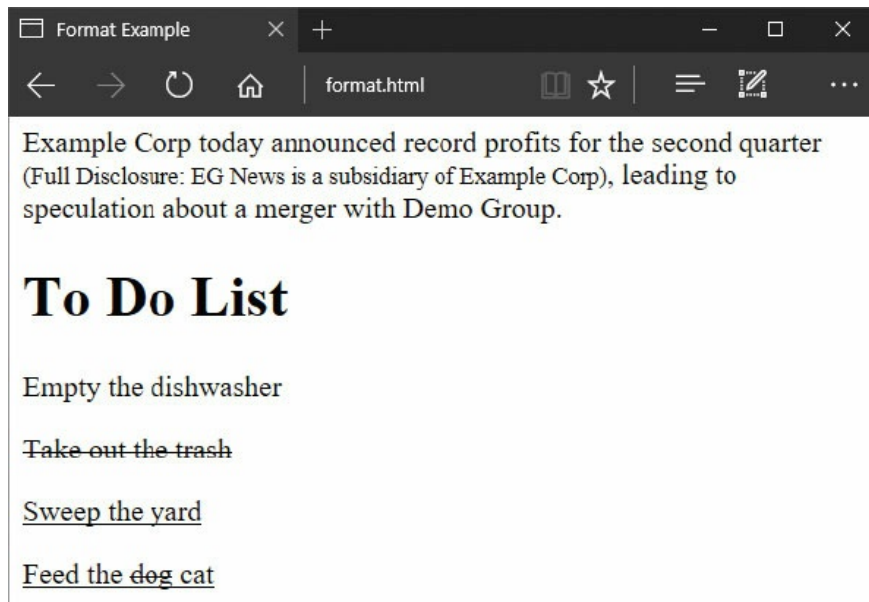 Format Example
format.html
Example Corp today announced record profits for the second quarter
(Full Disclosure: EG News is a subsidiary of Example Corp), leading to
speculation about a merger with Demo Group.
To Do List
Empty the dishwasher
Take out the trash
Sweep the yard
Feed the dog cat